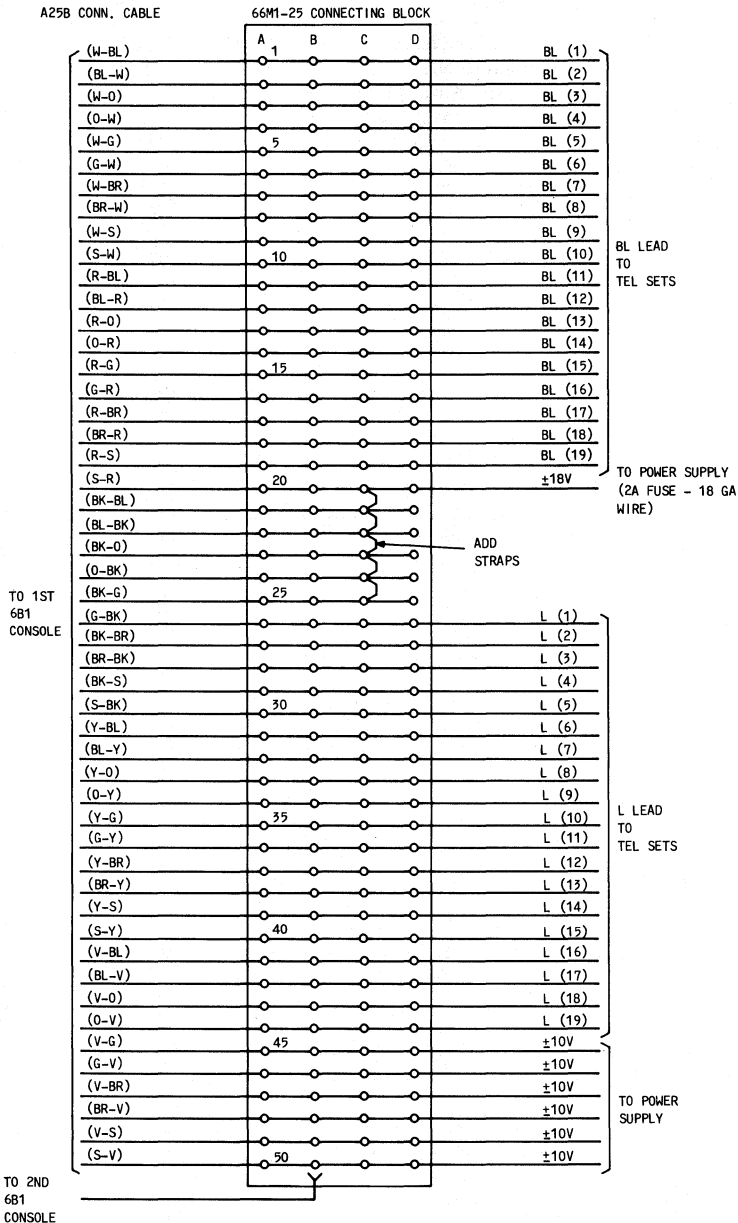 A25B CONN. CABLE 66M1-25 CONNECTING BLOCK
A B C D
(W-BL) 1 BL (1)
(BL-W) BL (2)
(W-O) BL (3)
(O-W) BL (4)
(W-G) 5 BL (5)
(G-W) BL (6)
(W-BR) BL (7)
(BR-W) BL (8)
(W-S) BL (9)
(S-W) 10 BL (10)
(R-BL) BL (11)
(BL-R) BL (12)
(R-O) BL (13)
(O-R) BL (14)
(R-G) 15 BL (15)
(G-R) BL (16)
(R-BR) BL (17)
(BR-R) BL (18)
(R-S) BL (19)
BL LEAD
TO
TEL SETS
(S-R) 20 ±18V
TO POWER SUPPLY
(2A FUSE - 18 GA
WIRE)
(BK-BL)
(BL-BK)
(BK-O)
(O-BK)
(BK-G) 25
ADD
STRAPS
TO 1ST
6B1
CONSOLE
(G-BK) L (1)
(BK-BR) L (2)
(BR-BK) L (3)
(BK-S) L (4)
(S-BK) 30 L (5)
(Y-BL) L (6)
(BL-Y) L (7)
(Y-O) L (8)
(O-Y) L (9)
(Y-G) 35 L (10)
(G-Y) L (11)
(Y-BR) L (12)
(BR-Y) L (13)
(Y-S) L (14)
(S-Y) 40 L (15)
(V-BL) L (16)
(BL-V) L (17)
(V-O) L (18)
(O-V) L (19)
L LEAD
TO
TEL SETS
(V-G) 45 ±10V
(G-V) ±10V
(V-BR) ±10V
(BR-V) ±10V
(V-S) ±10V
(S-V) 50 ±10V
TO POWER
SUPPLY
TO 2ND
6B1
CONSOLE